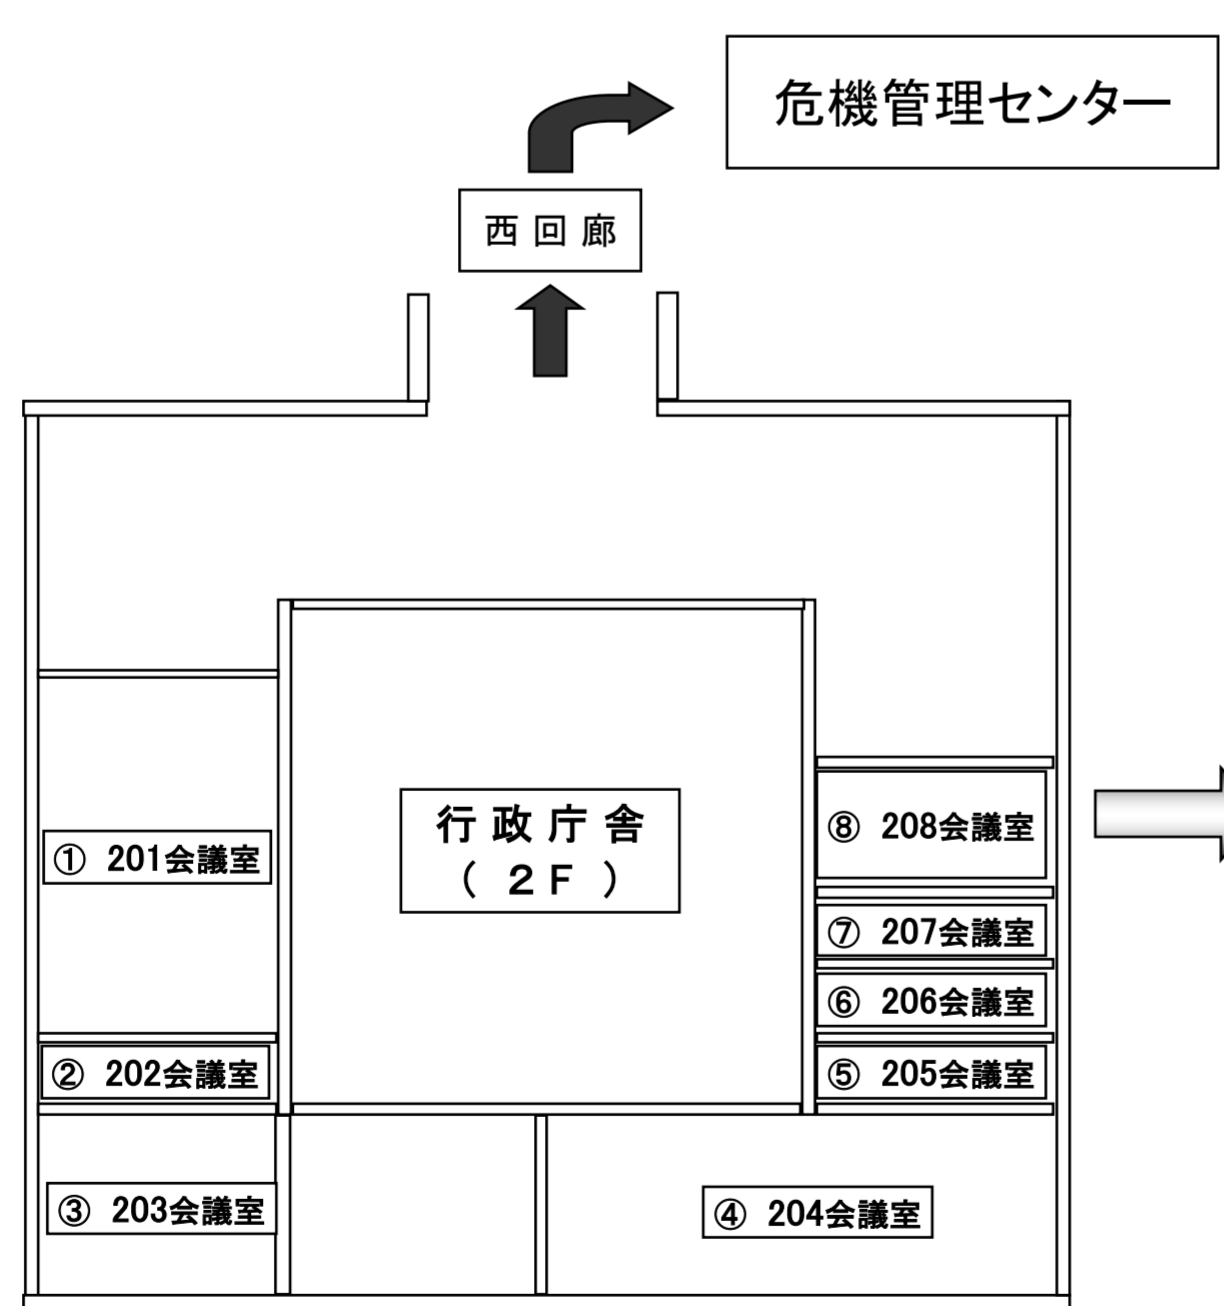 危機管理センター
西回廊
行政庁舎
(２Ｆ)
① 201会議室
② 202会議室
③ 203会議室
④ 204会議室
⑧ 208会議室
⑦ 207会議室
⑥ 206会議室
⑤ 205会議室